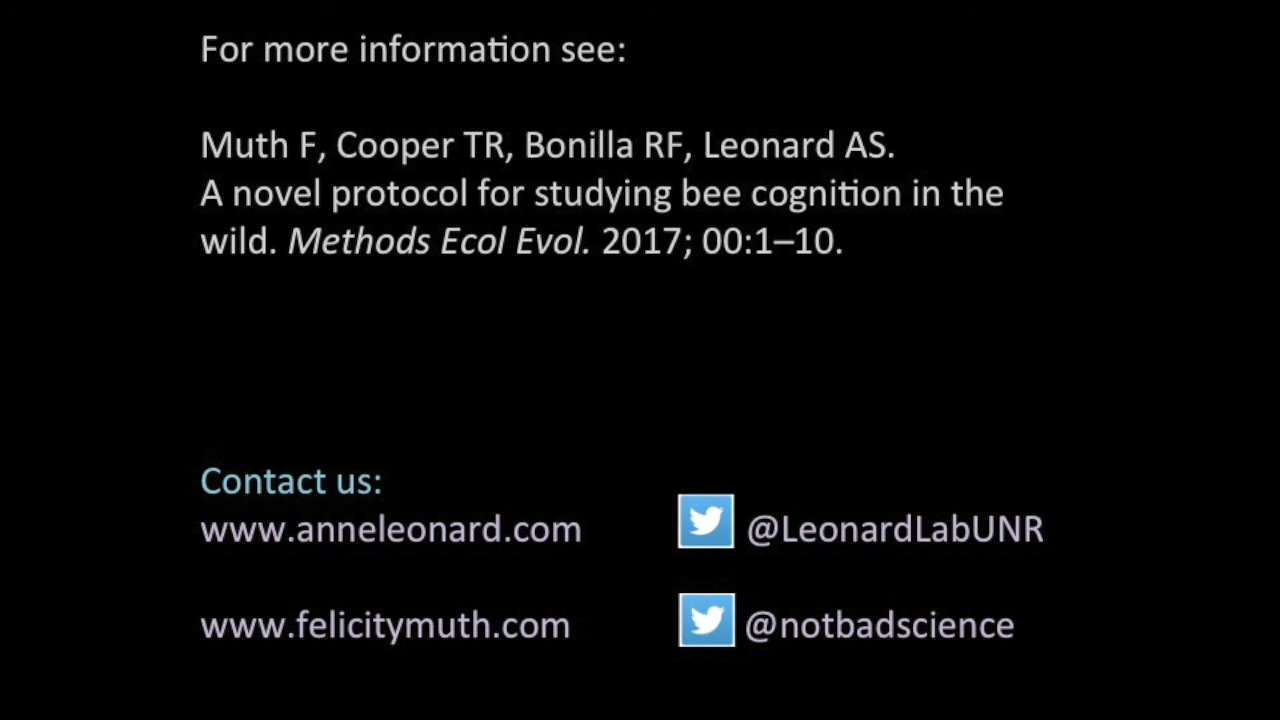 For more information see:
Muth F, Cooper TR, Bonilla RF, Leonard AS.
A novel protocol for studying bee cognition in the
wild. Methods Ecol Evol. 2017; 00:1–10.
Contact us:
www.anneleonard.com @LeonardLabUNR
www.felicitymuth.com @notbadscience